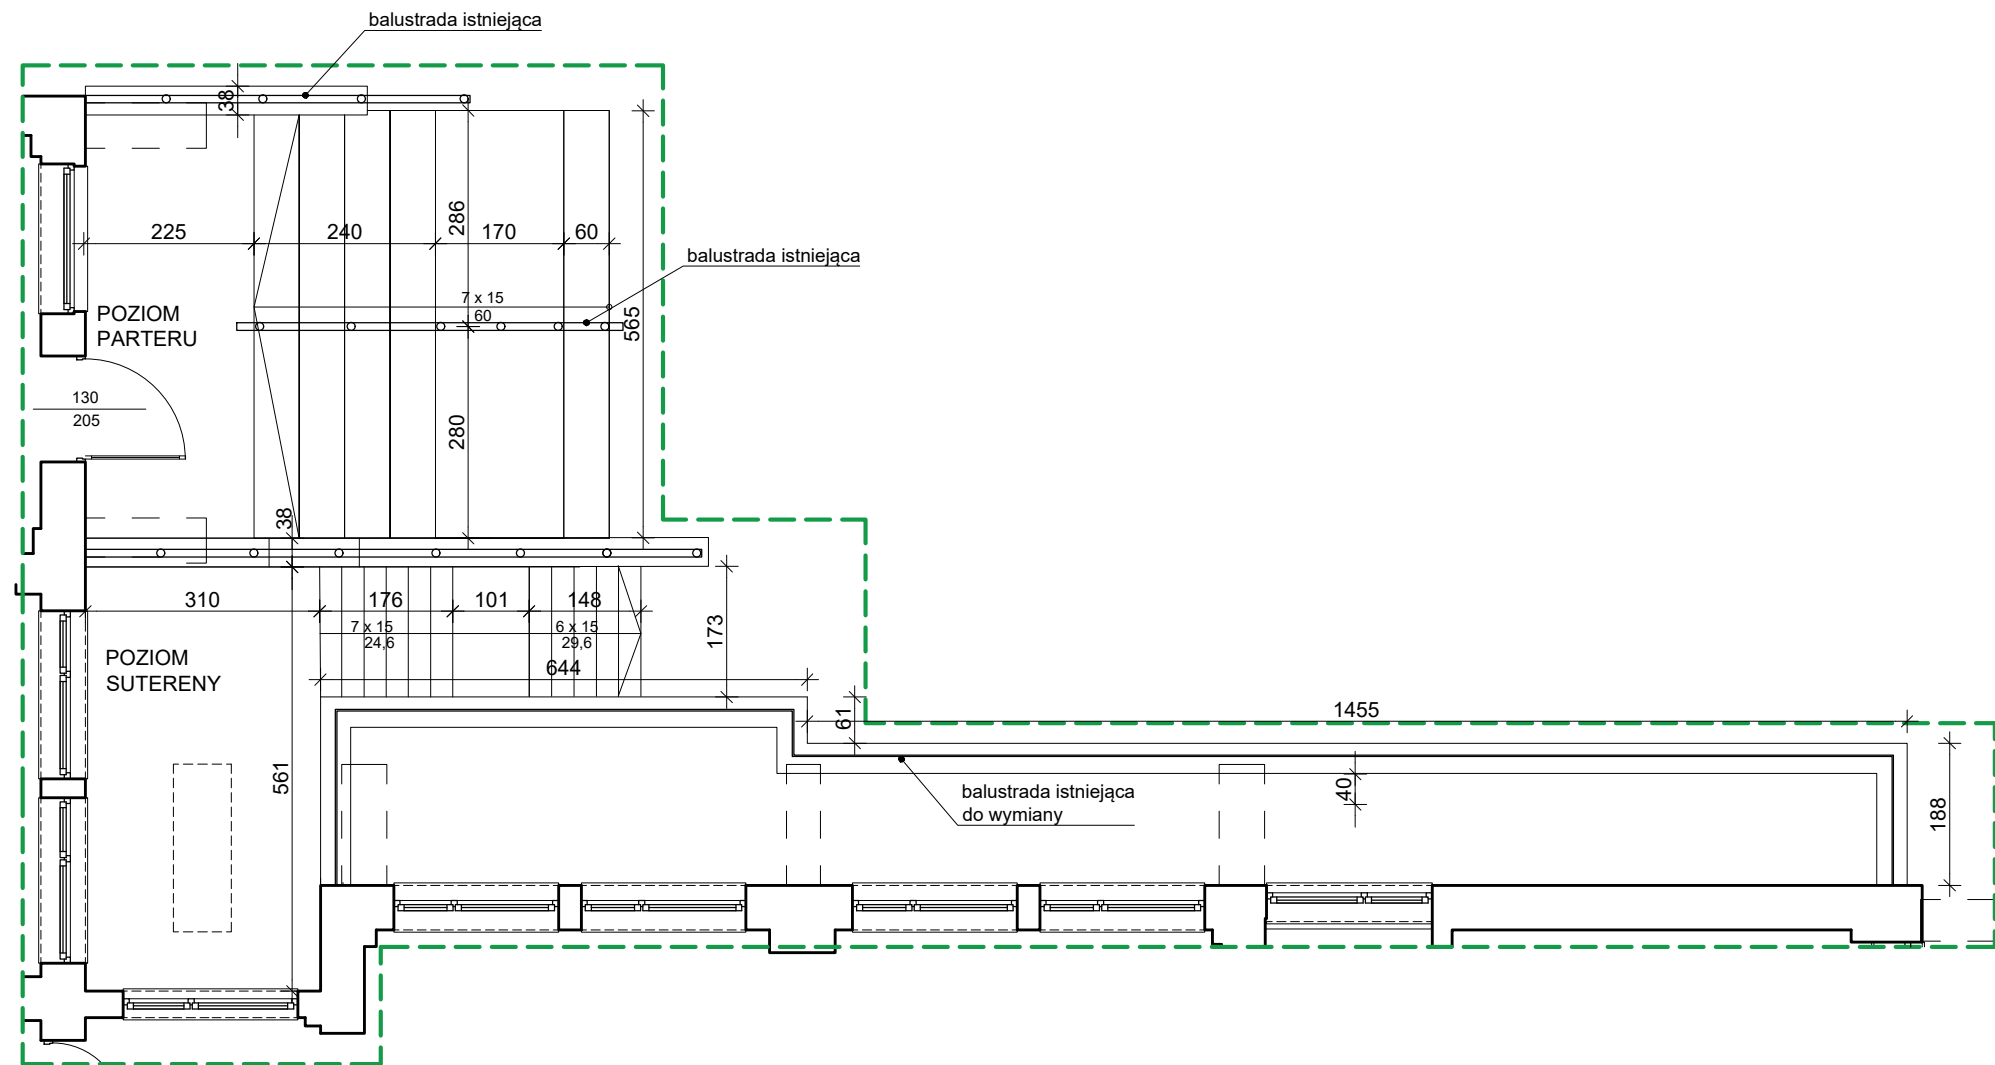 balustrada istniejąca
38
286
225
240
170
60
balustrada istniejąca
7 x 15
60
POZIOM
PARTERU
565
130
205
280
38
310
176
101
148
7 x 15
24,6
6 x 15
29,6
173
POZIOM
SUTERENY
644
61
1455
561
balustrada istniejąca
do wymiany
40
188